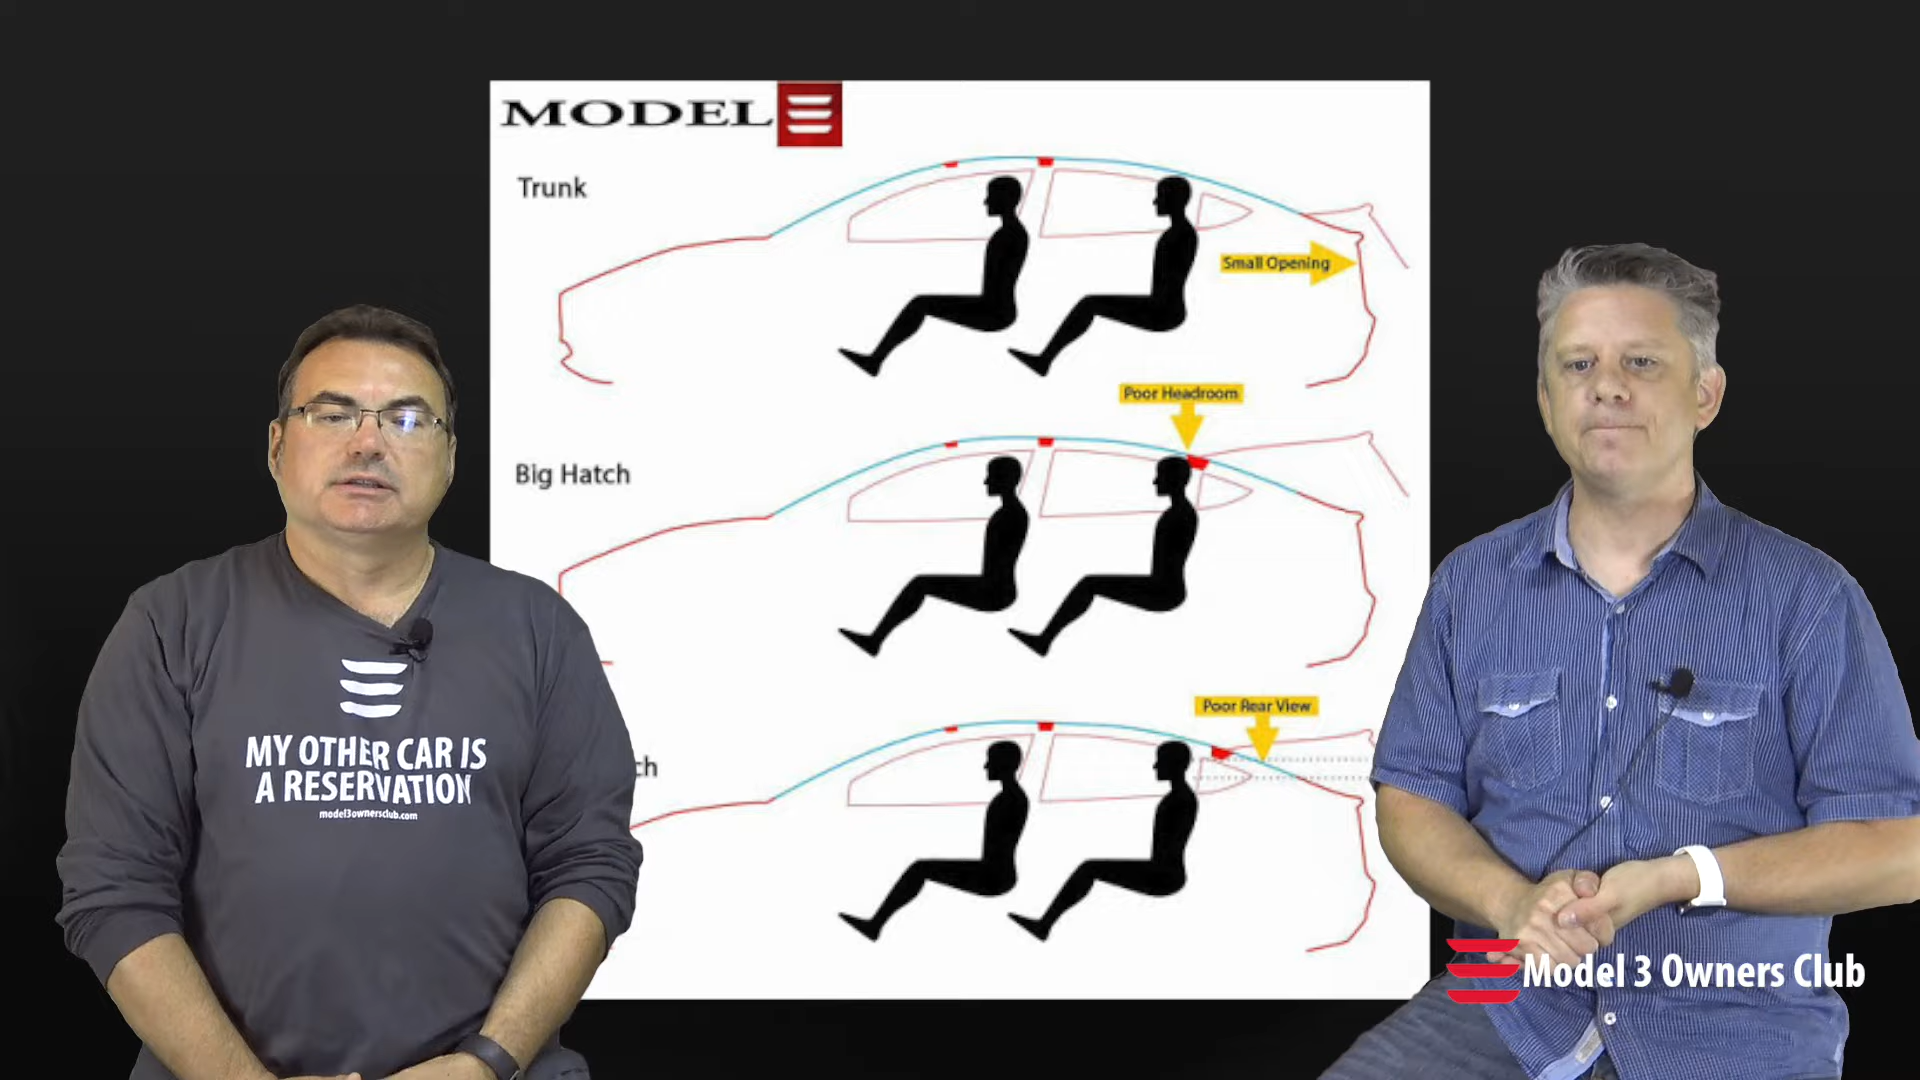 MODEL
Trunk
Small Opening
Poor Headroom
Big Hatch
Poor Rear View
ch
MY OTHER CAR IS
A RESERVATION
model3ownersclub.com
Model 3 Owners Club